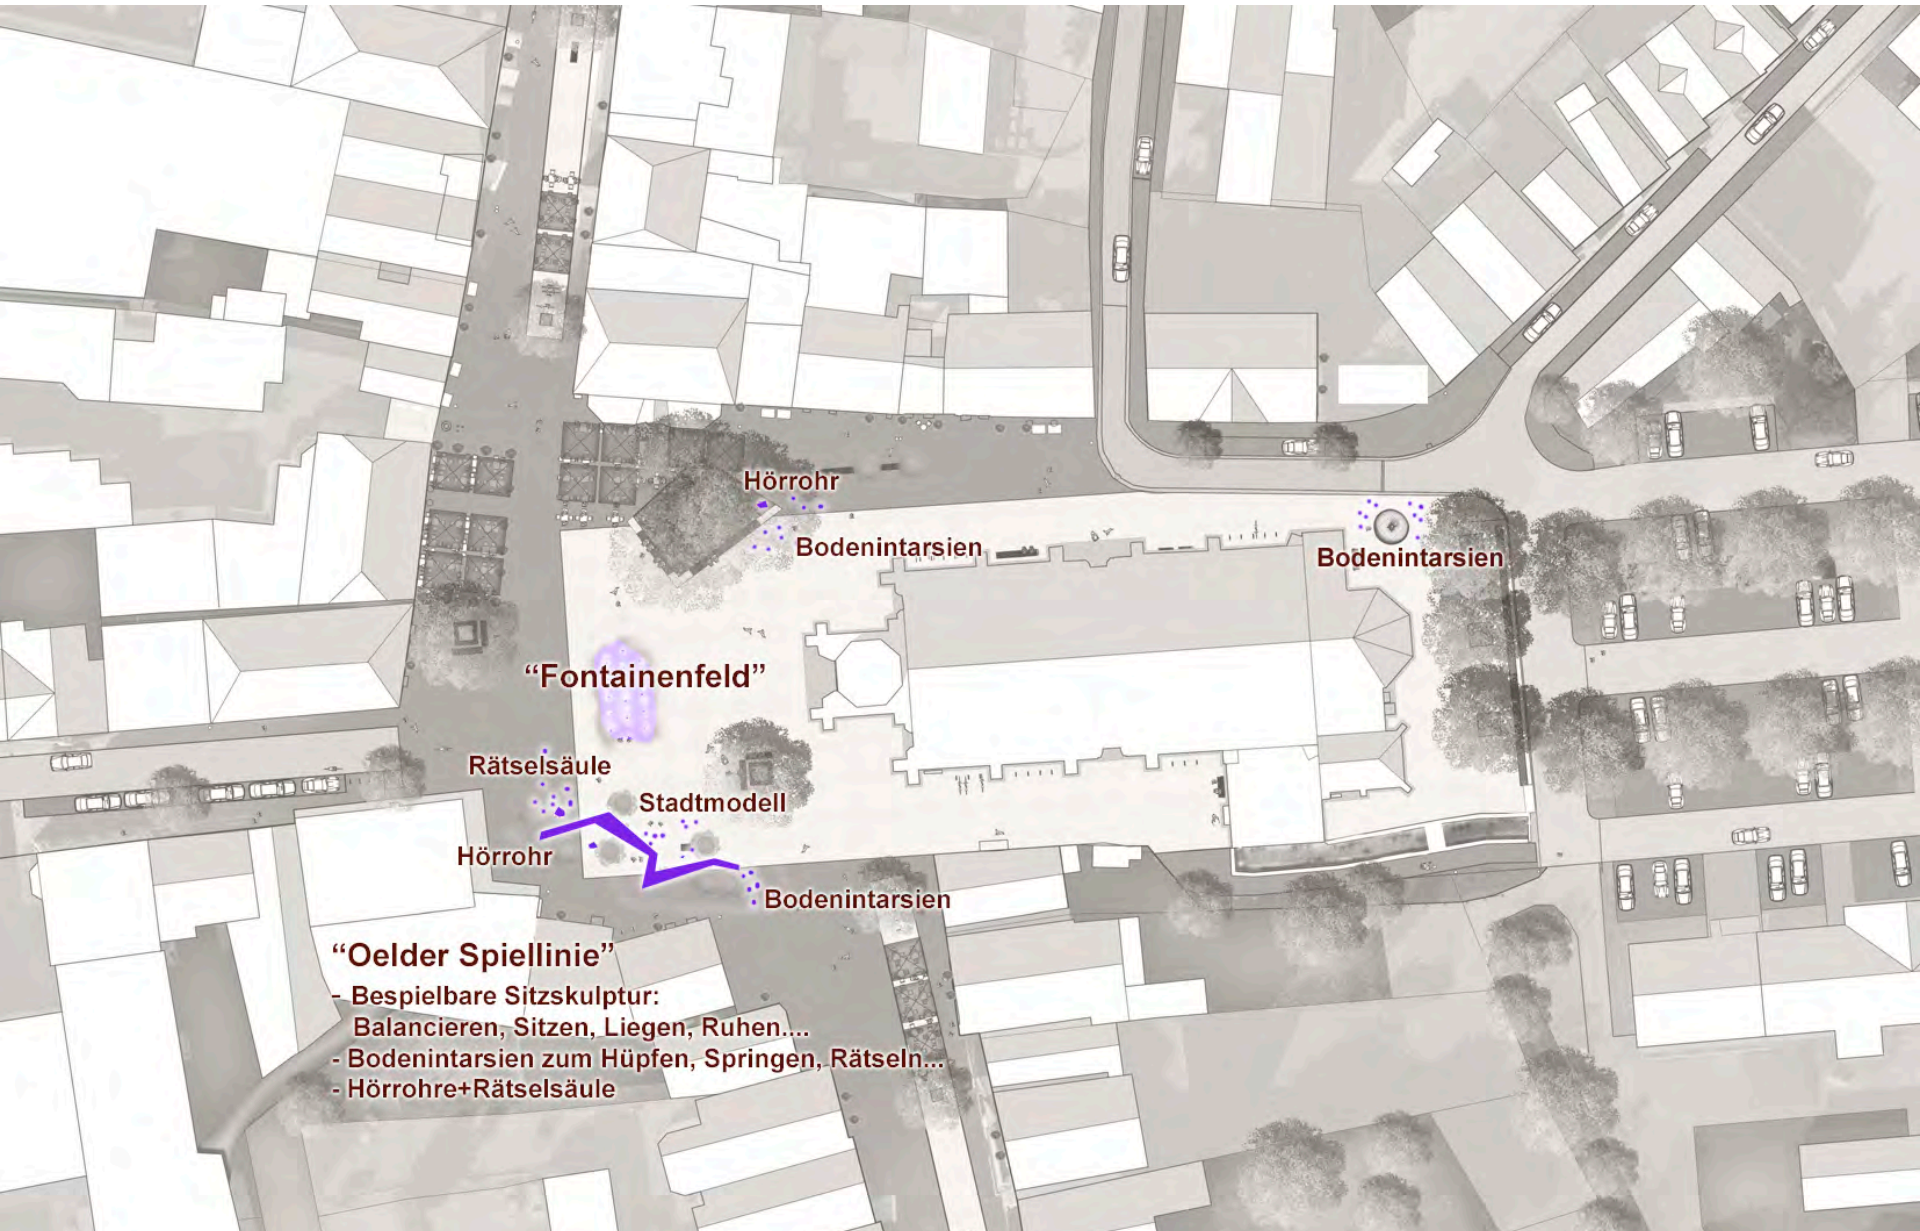 Hörrohr
Bodenintarsien
Bodenintarsien
“Fontainenfeld”
Rätselsäule
Stadtmodell
Hörrohr
Bodenintarsien
“Oelder Spiellinie”
- Bespielbare Sitzskulptur:
Balancieren, Sitzen, Liegen, Ruhen....
- Bodenintarsien zum Hüpfen, Springen, Rätseln...
- Hörrohre+Rätselsäule